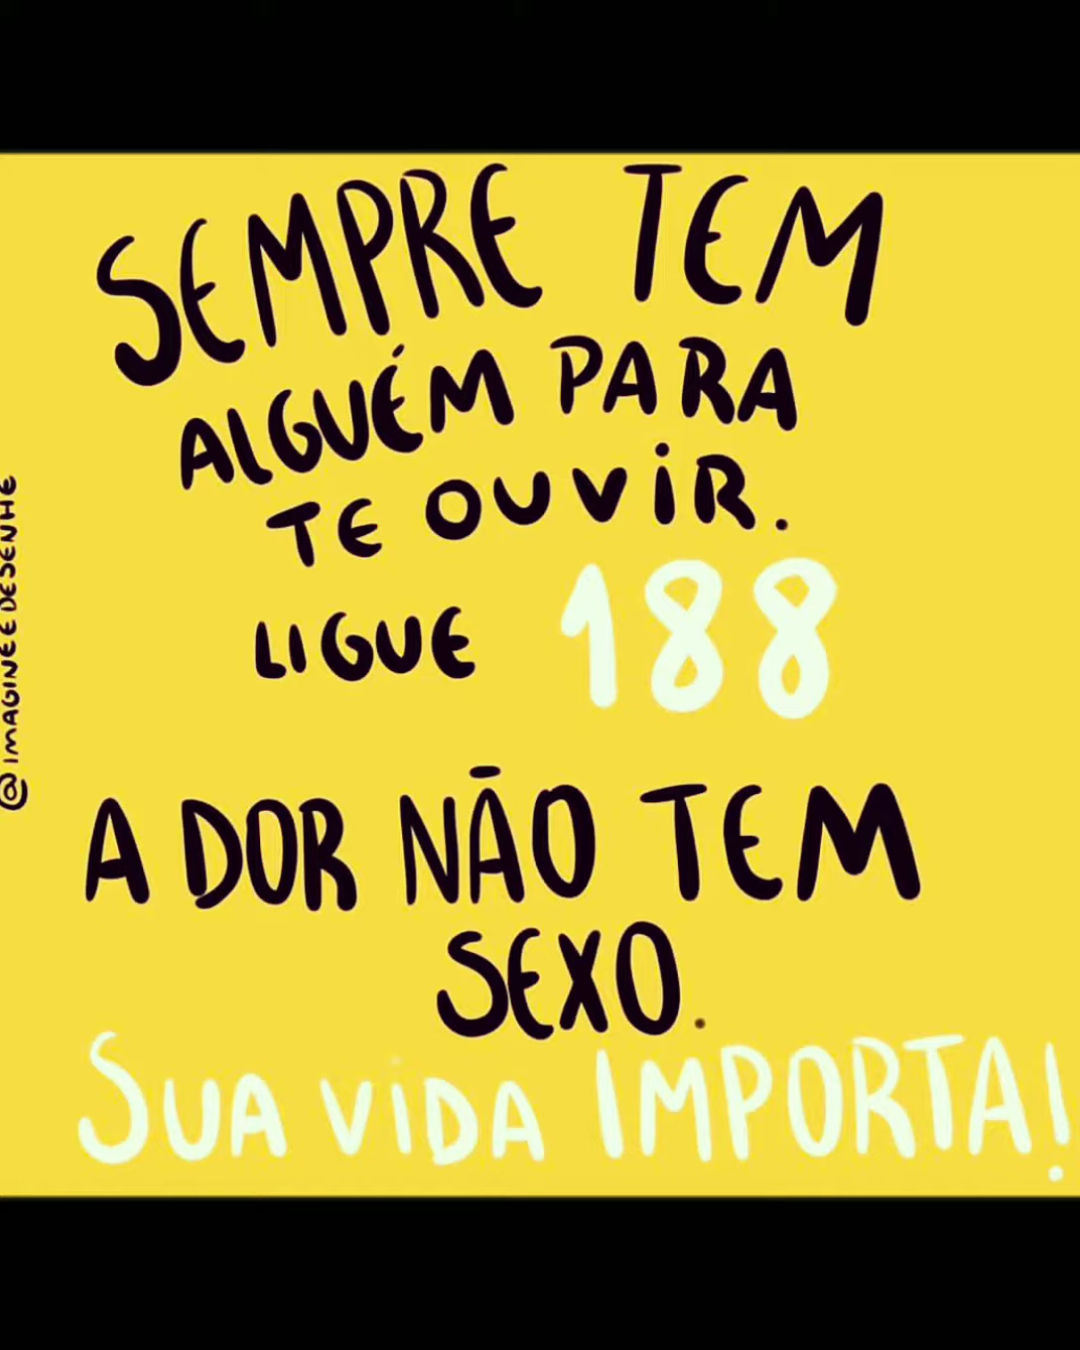 SEMPRE TEM
ALGUÉM PARA
TE OUVIR.
LIGUE 188
A DOR NÃO TEM
SEXO.
SUA VIDA IMPORTA!
@IMAGINEEDESENHE